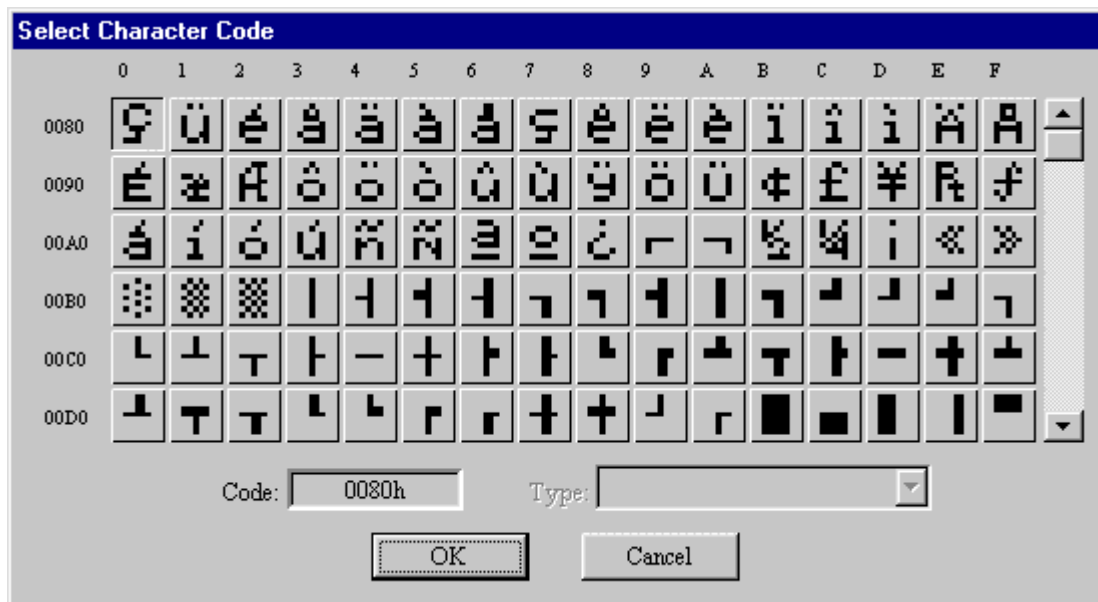 Select Character Code
0 1 2 3 4 5 6 7 8 9 A B C D E F
0080 Ç ü é â ä à å ç ê ë è ï î ì Ä Å
0090 É æ Æ ô ö ò û ù ÿ Ö Ü ¢ £ ¥ ₧ ƒ
00A0 á í ó ú ñ Ñ ª º ¿ ⌐ ¬ ½ ¼ ¡ « »
00B0 ░ ▒ ▓ │ ┤ ╡ ╢ ╖ ╕ ╣ ║ ╗ ╝ ╜ ╛ ┐
00C0 └ ┴ ┬ ├ ─ ┼ ╞ ╟ ╚ ╔ ╩ ╦ ╠ ═ ╬ ╧
00D0 ╨ ╤ ╥ ╙ ╘ ╒ ╓ ╫ ╪ ┘ ┌ █ ▄ ▌ ▐ ▀
Code: 0080h Type:
OK Cancel